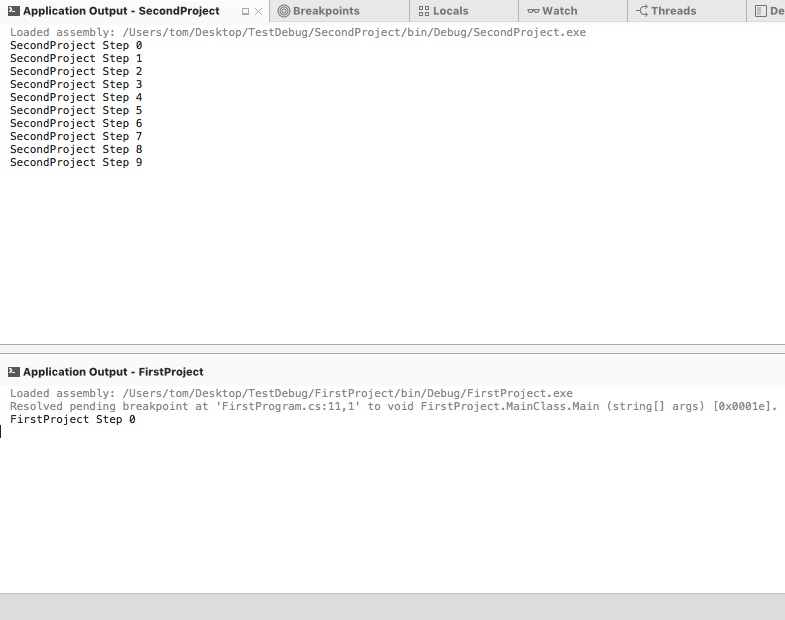 Application Output - SecondProject Breakpoints Locals Watch Threads De
Loaded assembly: /Users/tom/Desktop/TestDebug/SecondProject/bin/Debug/SecondProject.exe
SecondProject Step 0
SecondProject Step 1
SecondProject Step 2
SecondProject Step 3
SecondProject Step 4
SecondProject Step 5
SecondProject Step 6
SecondProject Step 7
SecondProject Step 8
SecondProject Step 9
Application Output - FirstProject
Loaded assembly: /Users/tom/Desktop/TestDebug/FirstProject/bin/Debug/FirstProject.exe
Resolved pending breakpoint at 'FirstProgram.cs:11,1' to void FirstProject.MainClass.Main (string[] args) [0x0001e].
FirstProject Step 0